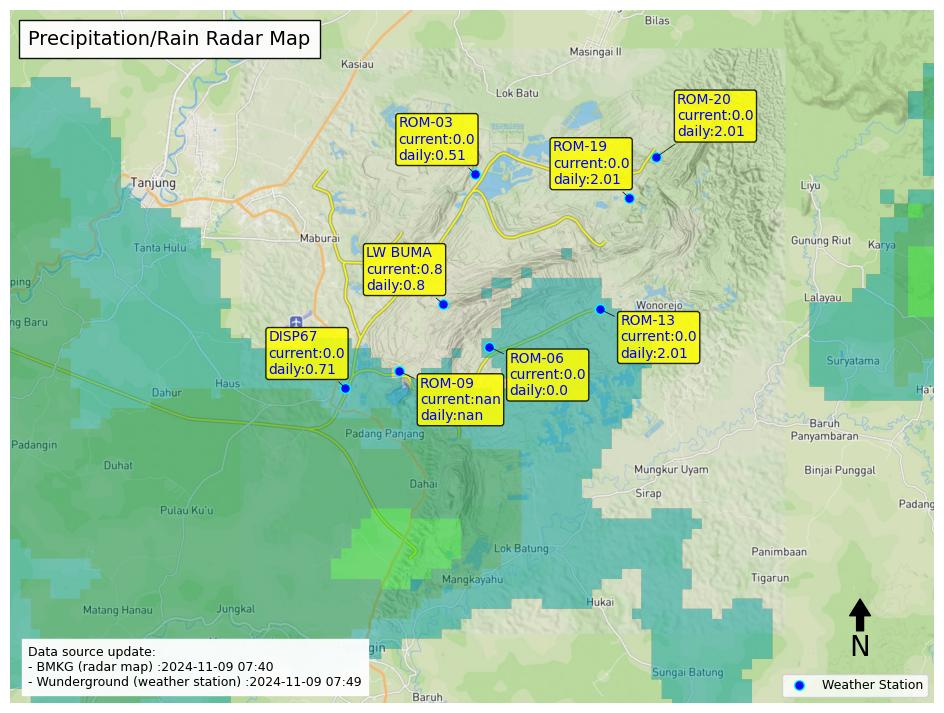 Precipitation/Rain Radar Map
Bilas
Masingai II
Kasiau
Lok Batu
ROM-20
current:0.0
daily:2.01
ROM-03
current:0.0
daily:0.51
ROM-19
current:0.0
daily:2.01
Tanjung
Liyu
Maburai
Tanta Hulu
Gunung Riut
Karya
LW BUMA
current:0.8
daily:0.8
ping
Lalayau
Wonorejo
ng Baru
ROM-13
current:0.0
daily:2.01
DISP67
current:0.0
daily:0.71
ROM-06
current:0.0
daily:0.0
Suryatama
Haus
Dahur
ROM-09
current:nan
daily:nan
Padang Panjang
Baruh
Panyambaran
Padangin
Duhat
Mungkur Uyam
Binjai Punggal
Dahai
Sirap
Padang
Pulau Ku'u
Lok Batung
Panimbaan
Mangkayahu
Tigarun
Matang Hanau
Jungkal
Hukai
N
Data source update:
- BMKG (radar map) :2024-11-09 07:40
- Wunderground (weather station) :2024-11-09 07:49
gin
Sungai Batung
Baruh
Weather Station